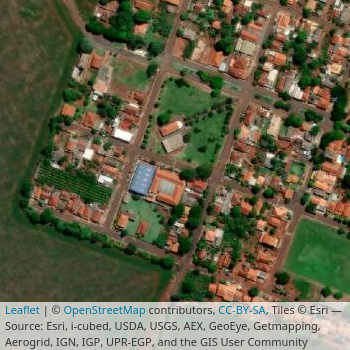 Leaflet | © OpenStreetMap contributors, CC-BY-SA, Tiles © Esri —
Source: Esri, i-cubed, USDA, USGS, AEX, GeoEye, Getmapping,
Aerogrid, IGN, IGP, UPR-EGP, and the GIS User Community